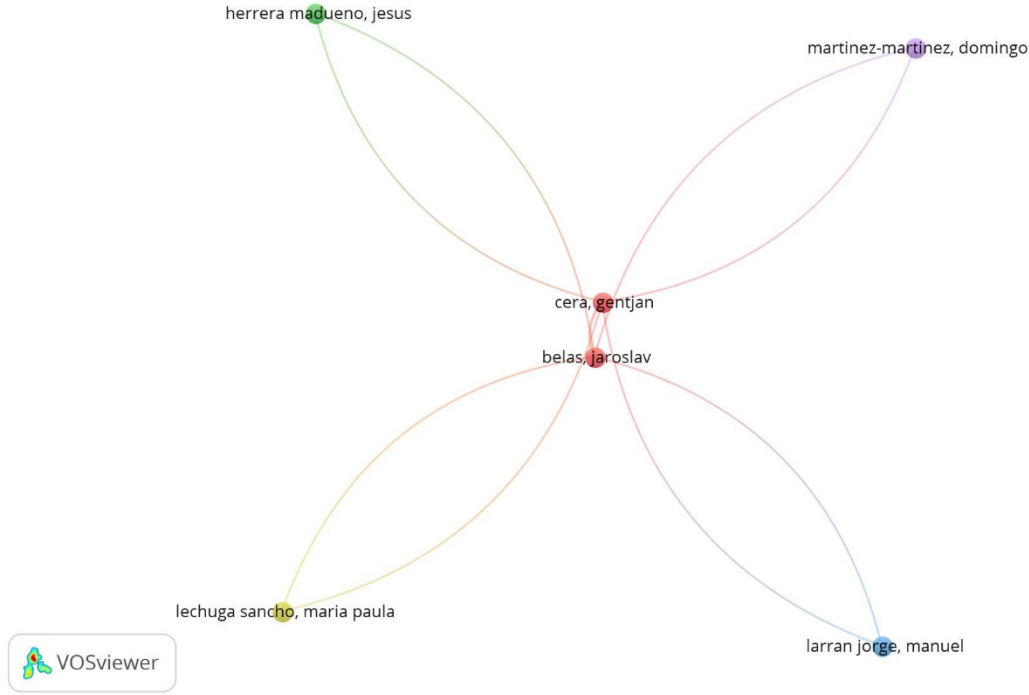 herrera madueno, jesus
martinez-martinez, domingo
cera, gentjan
belas, jaroslav
lechuga sancho, maria paula
larran jorge, manuel
VOSviewer